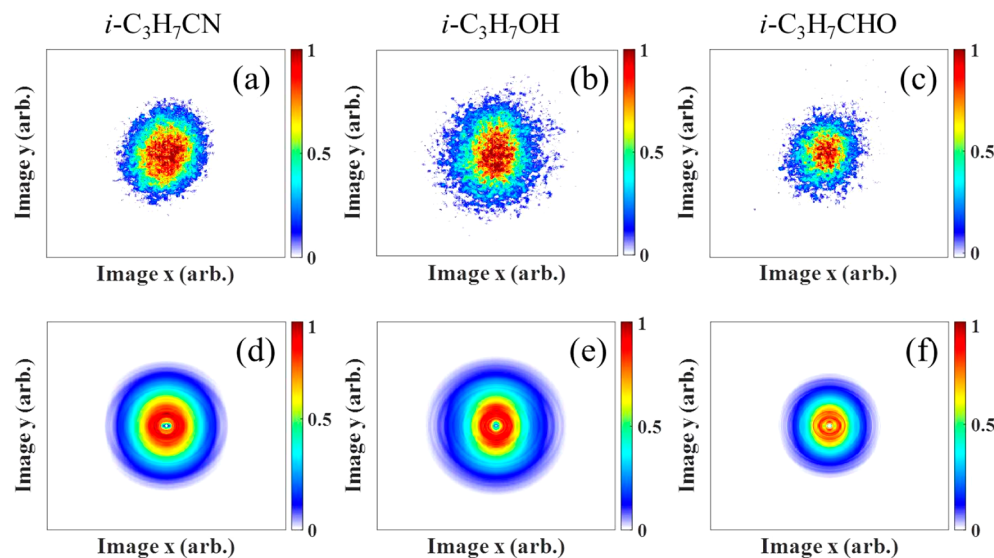 i-C₃H₇CN
i-C₃H₇OH
i-C₃H₇CHO
(a)
Image y (arb.)
Image x (arb.)
1
0.5
0
(b)
Image y (arb.)
Image x (arb.)
1
0.5
0
(c)
Image y (arb.)
Image x (arb.)
1
0.5
0
(d)
Image y (arb.)
Image x (arb.)
1
0.5
0
(e)
Image y (arb.)
Image x (arb.)
1
0.5
0
(f)
Image y (arb.)
Image x (arb.)
1
0.5
0